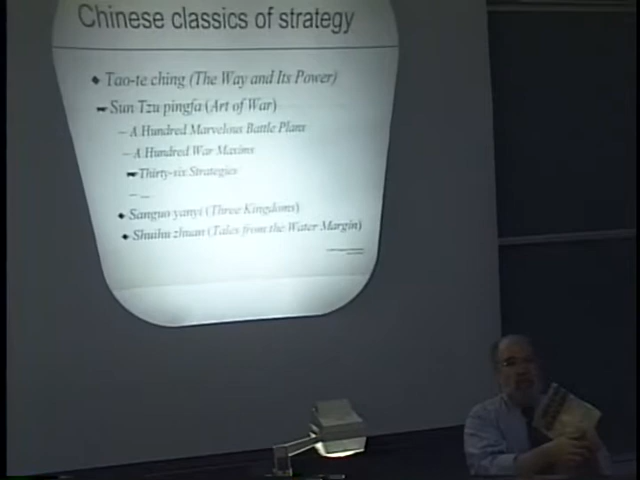 Chinese classics of strategy
Tao-te ching (The Way and Its Power)
Sun Tzu pingfa (Art of War)
– A Hundred Marvelous Battle Plans
– A Hundred War Maxims
Thirty-six Strategies
– ...
Sanguo yanyi (Three Kingdoms)
Shuihu zhuan (Tales from the Water Margin)